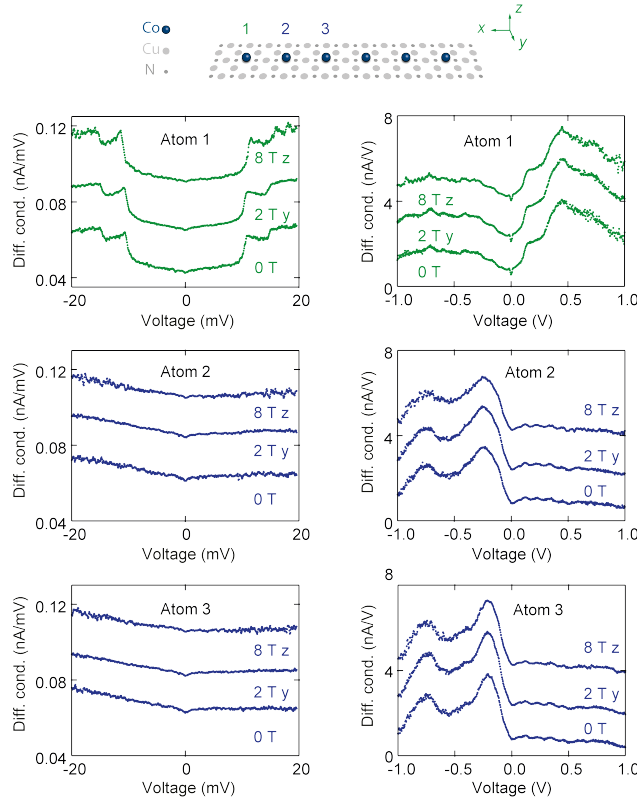 Co
Cu
N
1 2 3
x z y
0.12
0.08
0.04
Diff. cond. (nA/mV)
Atom 1
8 T z
2 T y
0 T
-20 0 20
Voltage (mV)
8
4
0
Diff. cond. (nA/V)
Atom 1
8 T z
2 T y
0 T
-1.0 -0.5 0.0 0.5 1.0
Voltage (V)
0.12
0.08
0.04
Diff. cond. (nA/mV)
Atom 2
8 T z
2 T y
0 T
-20 0 20
Voltage (mV)
8
4
0
Diff. cond. (nA/V)
Atom 2
8 T z
2 T y
0 T
-1.0 -0.5 0.0 0.5 1.0
Voltage (V)
0.12
0.08
0.04
Diff. cond. (nA/mV)
Atom 3
8 T z
2 T y
0 T
-20 0 20
Voltage (mV)
8
4
0
Diff. cond. (nA/V)
Atom 3
8 T z
2 T y
0 T
-1.0 -0.5 0.0 0.5 1.0
Voltage (V)